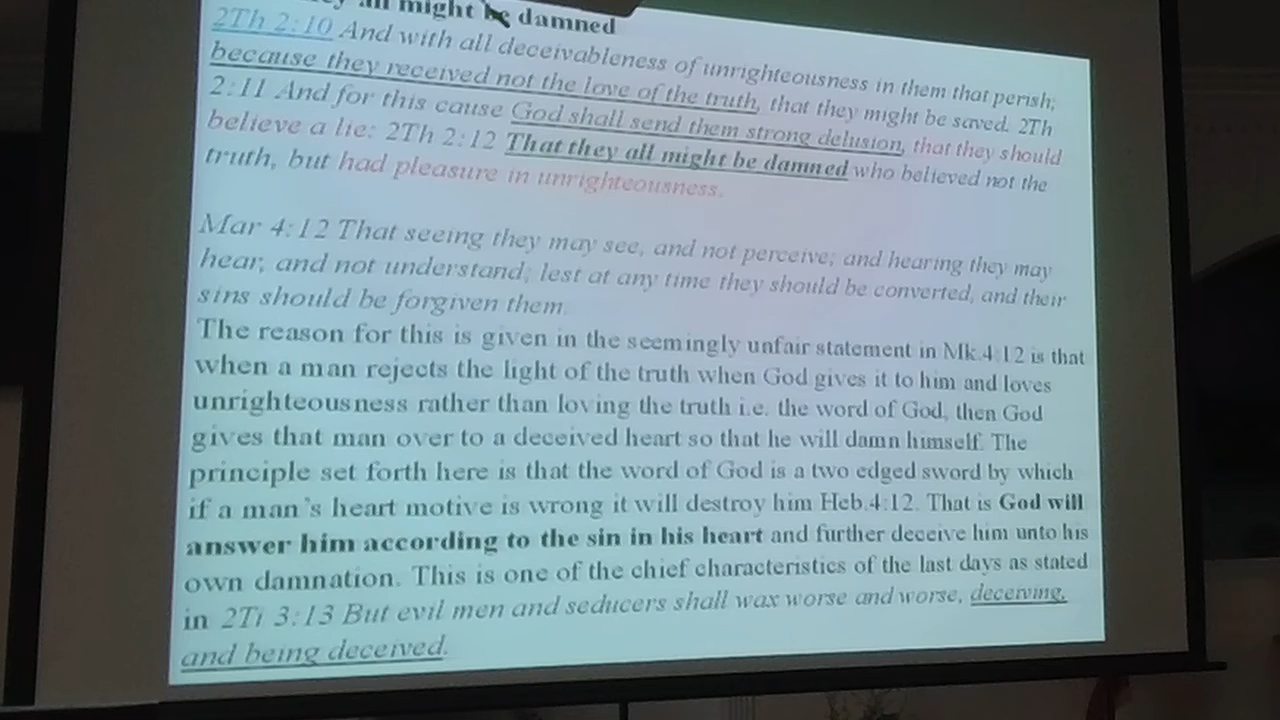 all might be damned
2Th 2:10 And with all deceivableness of unrighteousness in them that perish;
because they received not the love of the truth, that they might be saved. 2Th
2:11 And for this cause God shall send them strong delusion, that they should
believe a lie: 2Th 2:12 That they all might be damned who believed not the
truth, but had pleasure in unrighteousness.
Mar 4:12 That seeing they may see, and not perceive; and hearing they may
hear, and not understand; lest at any time they should be converted, and their
sins should be forgiven them.
The reason for this is given in the seemingly unfair statement in Mk.4:12 is that
when a man rejects the light of the truth when God gives it to him and loves
unrighteousness rather than loving the truth i.e. the word of God, then God
gives that man over to a deceived heart so that he will damn himself. The
principle set forth here is that the word of God is a two edged sword by which
if a man's heart motive is wrong it will destroy him Heb.4:12. That is God will
answer him according to the sin in his heart and further deceive him unto his
own damnation. This is one of the chief characteristics of the last days as stated
in 2Ti 3:13 But evil men and seducers shall wax worse and worse, deceiving,
and being deceived.